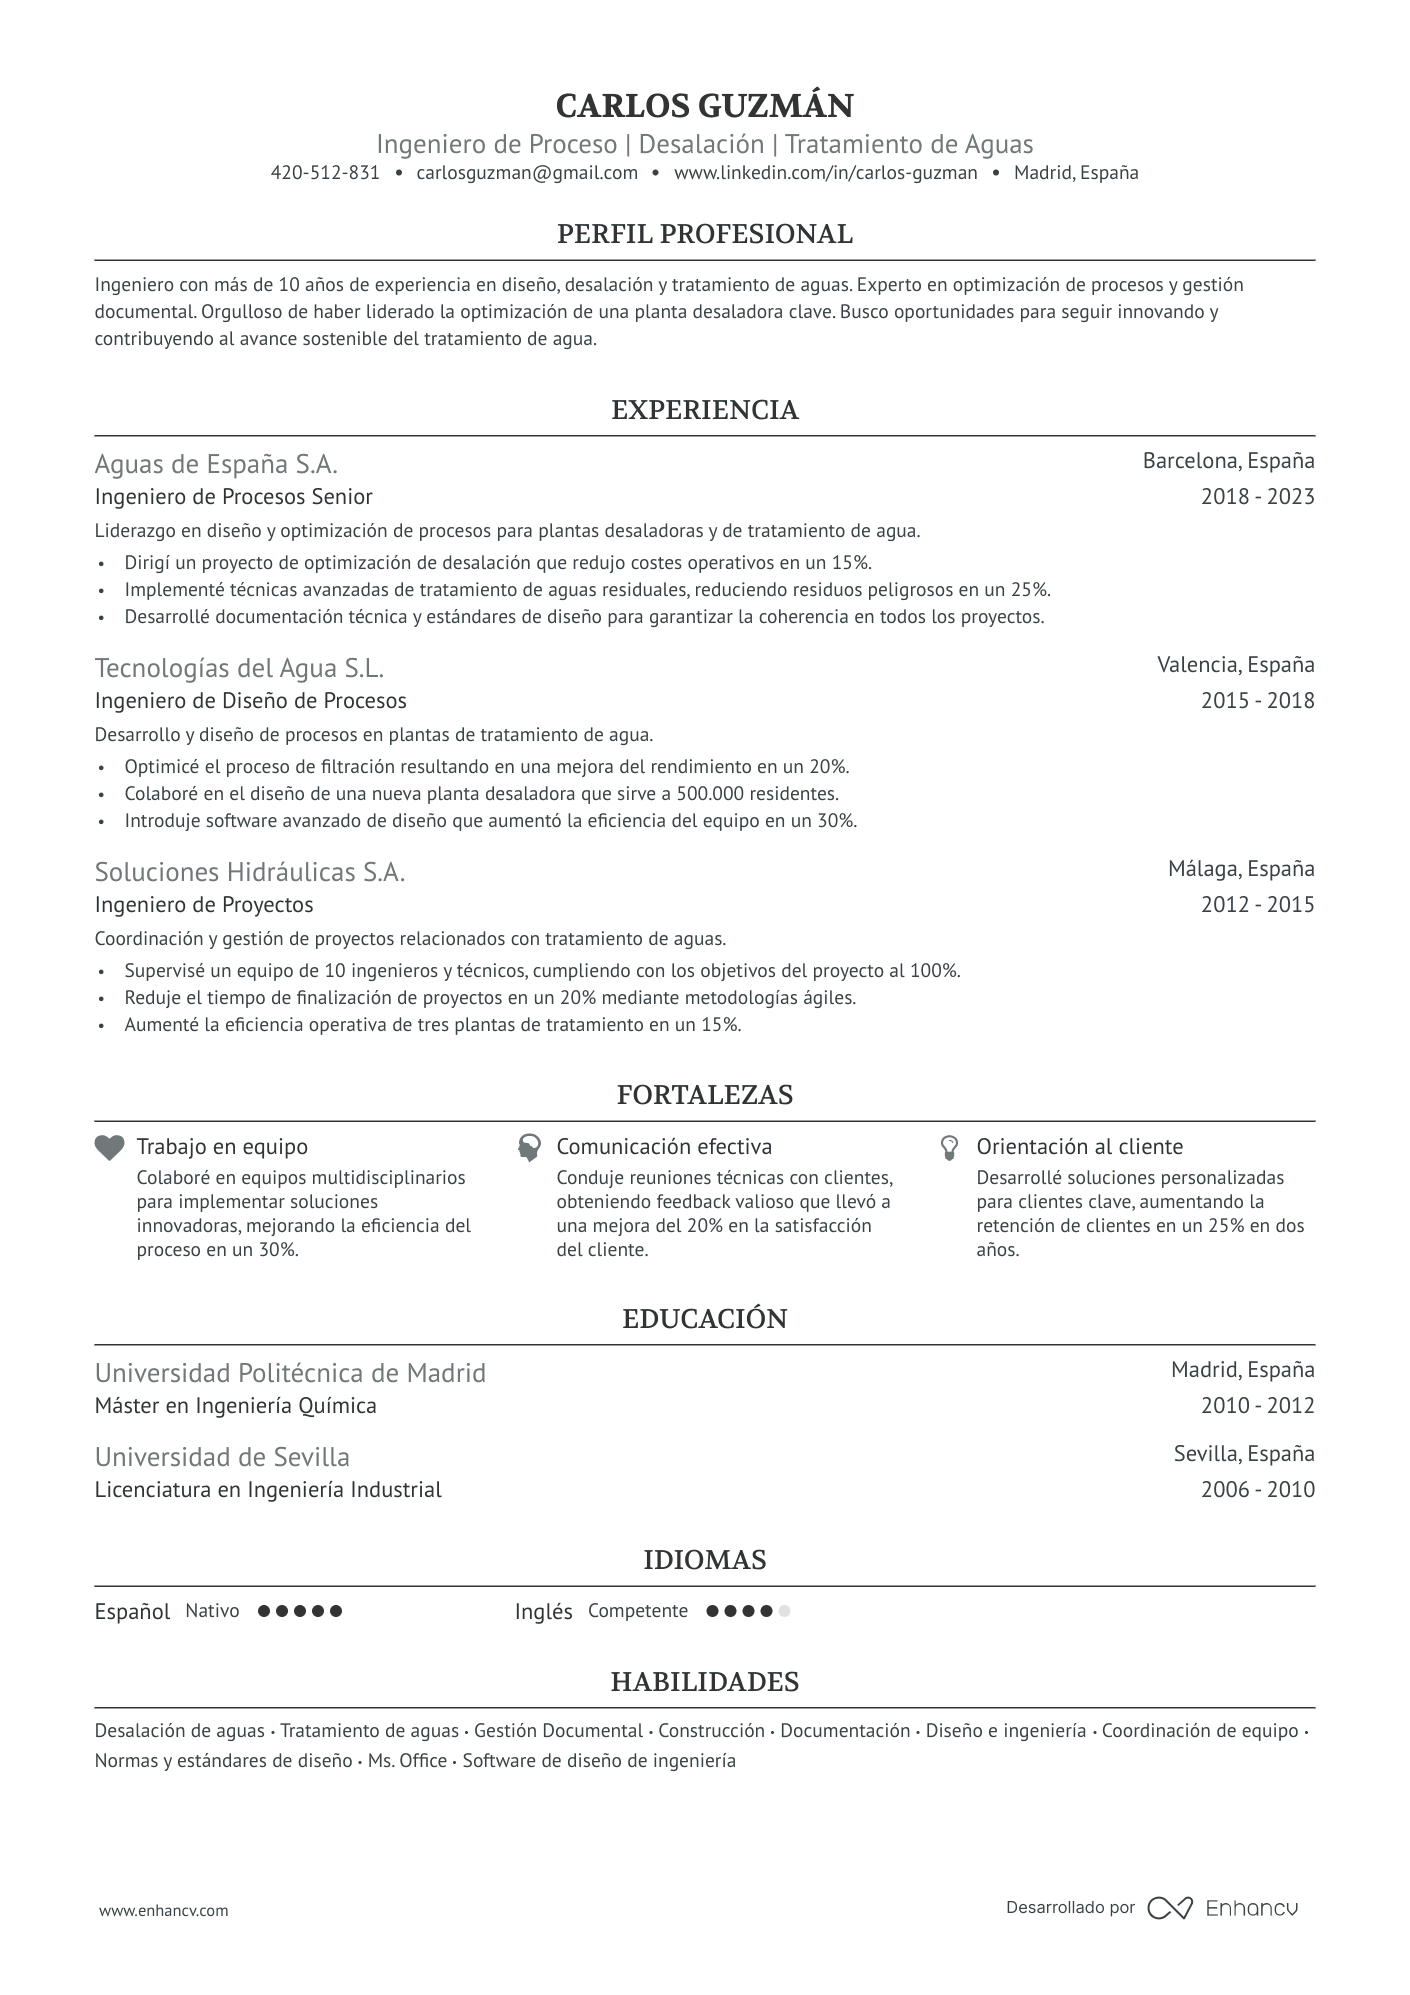 CARLOS GUZMÁN
Ingeniero de Proceso | Desalación | Tratamiento de Aguas
420-512-831 • carlosguzman@gmail.com • www.linkedin.com/in/carlos-guzman • Madrid, España
PERFIL PROFESIONAL
Ingeniero con más de 10 años de experiencia en diseño, desalación y tratamiento de aguas. Experto en optimización de procesos y gestión
documental. Orgulloso de haber liderado la optimización de una planta desaladora clave. Busco oportunidades para seguir innovando y
contribuyendo al avance sostenible del tratamiento de agua.
EXPERIENCIA
Aguas de España S.A. Barcelona, España
Ingeniero de Procesos Senior 2018 - 2023
Liderazgo en diseño y optimización de procesos para plantas desaladoras y de tratamiento de agua.
• Dirigí un proyecto de optimización de desalación que redujo costes operativos en un 15%.
• Implementé técnicas avanzadas de tratamiento de aguas residuales, reduciendo residuos peligrosos en un 25%.
• Desarrollé documentación técnica y estándares de diseño para garantizar la coherencia en todos los proyectos.
Tecnologías del Agua S.L. Valencia, España
Ingeniero de Diseño de Procesos 2015 - 2018
Desarrollo y diseño de procesos en plantas de tratamiento de agua.
• Optimicé el proceso de filtración resultando en una mejora del rendimiento en un 20%.
• Colaboré en el diseño de una nueva planta desaladora que sirve a 500.000 residentes.
• Introduje software avanzado de diseño que aumentó la eficiencia del equipo en un 30%.
Soluciones Hidráulicas S.A. Málaga, España
Ingeniero de Proyectos 2012 - 2015
Coordinación y gestión de proyectos relacionados con tratamiento de aguas.
• Supervisé un equipo de 10 ingenieros y técnicos, cumpliendo con los objetivos del proyecto al 100%.
• Reduje el tiempo de finalización de proyectos en un 20% mediante metodologías ágiles.
• Aumenté la eficiencia operativa de tres plantas de tratamiento en un 15%.
FORTALEZAS
Trabajo en equipo
Colaboré en equipos multidisciplinarios
para implementar soluciones
innovadoras, mejorando la eficiencia del
proceso en un 30%.
Comunicación efectiva
Conduje reuniones técnicas con clientes,
obteniendo feedback valioso que llevó a
una mejora del 20% en la satisfacción
del cliente.
Orientación al cliente
Desarrollé soluciones personalizadas
para clientes clave, aumentando la
retención de clientes en un 25% en dos
años.
EDUCACIÓN
Universidad Politécnica de Madrid Madrid, España
Máster en Ingeniería Química 2010 - 2012
Universidad de Sevilla Sevilla, España
Licenciatura en Ingeniería Industrial 2006 - 2010
IDIOMAS
Español Nativo Inglés Competente
HABILIDADES
Desalación de aguas · Tratamiento de aguas · Gestión Documental · Construcción · Documentación · Diseño e ingeniería · Coordinación de equipo ·
Normas y estándares de diseño · Ms. Office · Software de diseño de ingeniería
www.enhancv.com Desarrollado por Enhancv